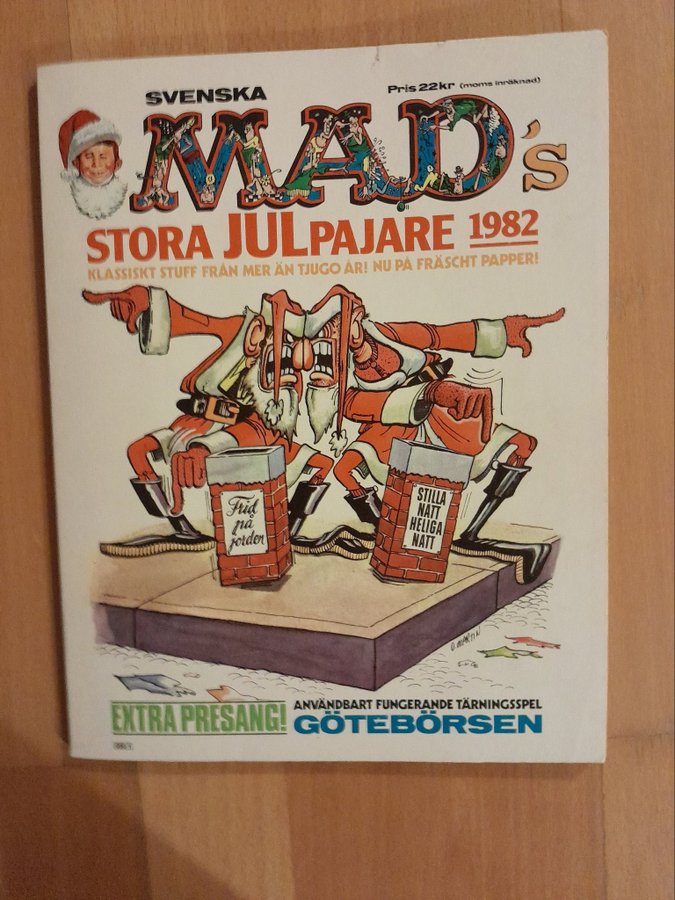 SVENSKA
Pris 22kr (moms inräknad)
MAD's
STORA JULPAJARE 1982
KLASSISKT STUFF FRÅN MER ÄN TJUGO ÅR! NU PÅ FRÄSCHT PAPPER!
Frid
på
jorden
STILLA
NATT
HELIGA
NATT
D. MARTIN
EXTRA PRESANG!
ANVÄNDBART FUNGERANDE TÄRNINGSSPEL
GÖTEBÖRSEN